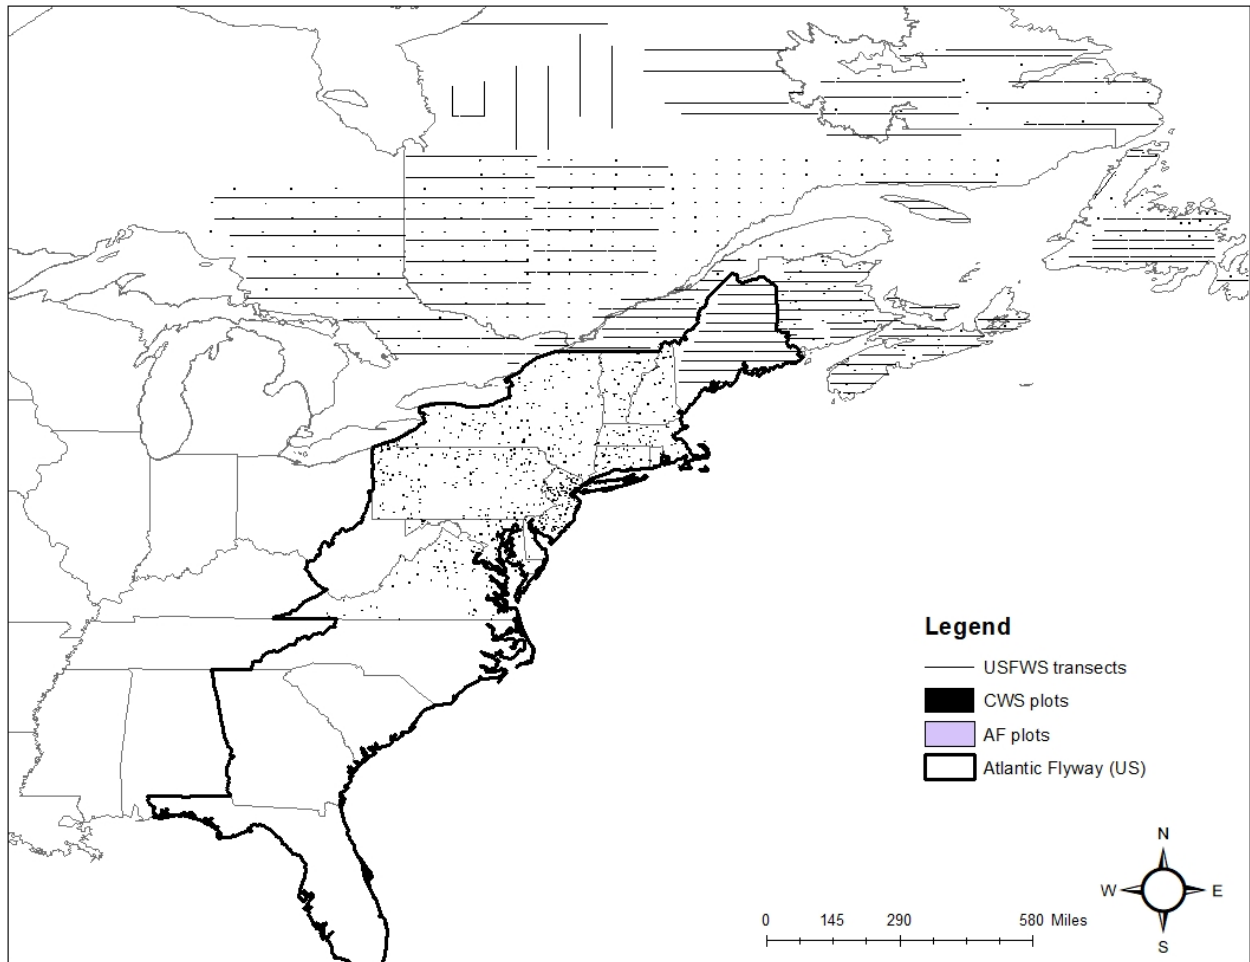 Legend
USFWS transects
CWS plots
AF plots
Atlantic Flyway (US)
N
W E
S
0 145 290 580 Miles